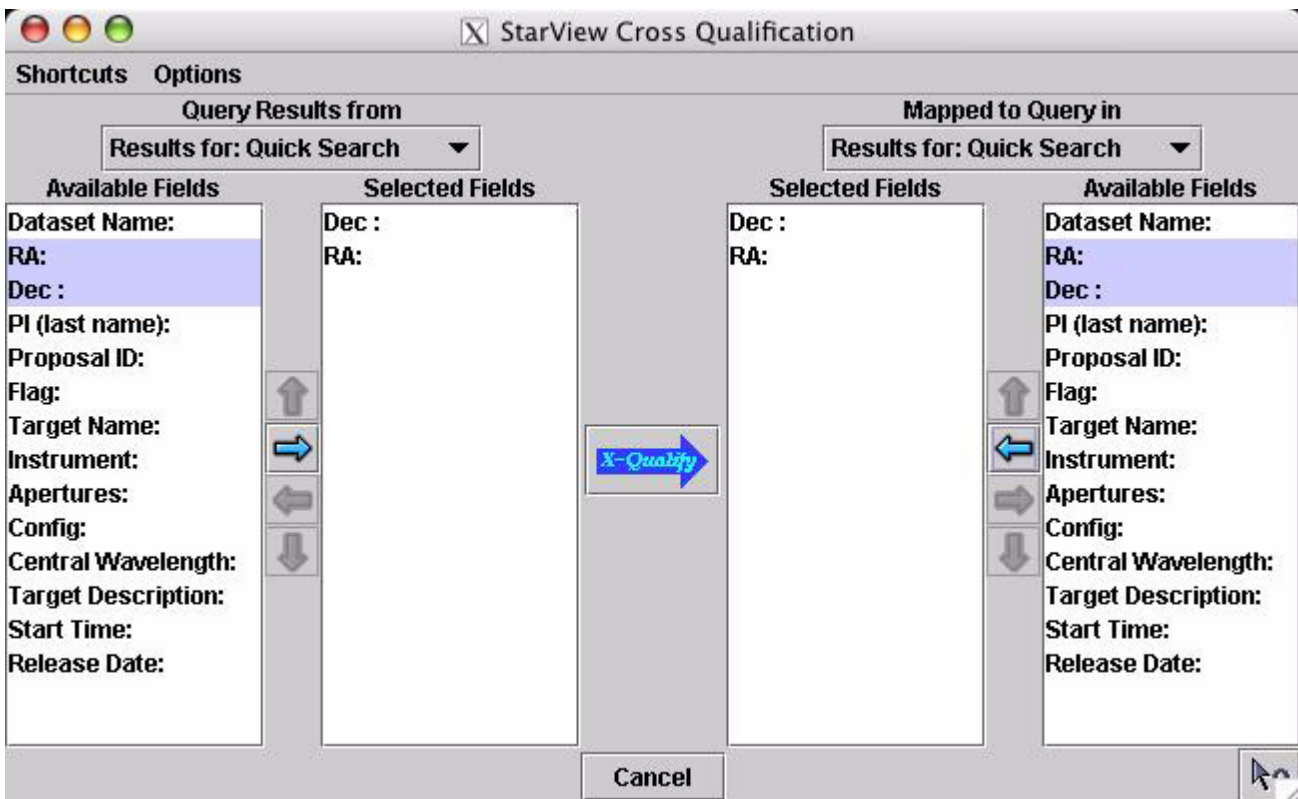 StarView Cross Qualification
Shortcuts Options
Query Results from
Mapped to Query in
Results for: Quick Search
Results for: Quick Search
Available Fields
Selected Fields
Selected Fields
Available Fields
Dataset Name:
RA:
Dec :
PI (last name):
Proposal ID:
Flag:
Target Name:
Instrument:
Apertures:
Config:
Central Wavelength:
Target Description:
Start Time:
Release Date:
Dec :
RA:
X-Qualify
Dec :
RA:
Dataset Name:
RA:
Dec :
PI (last name):
Proposal ID:
Flag:
Target Name:
Instrument:
Apertures:
Config:
Central Wavelength:
Target Description:
Start Time:
Release Date:
Cancel